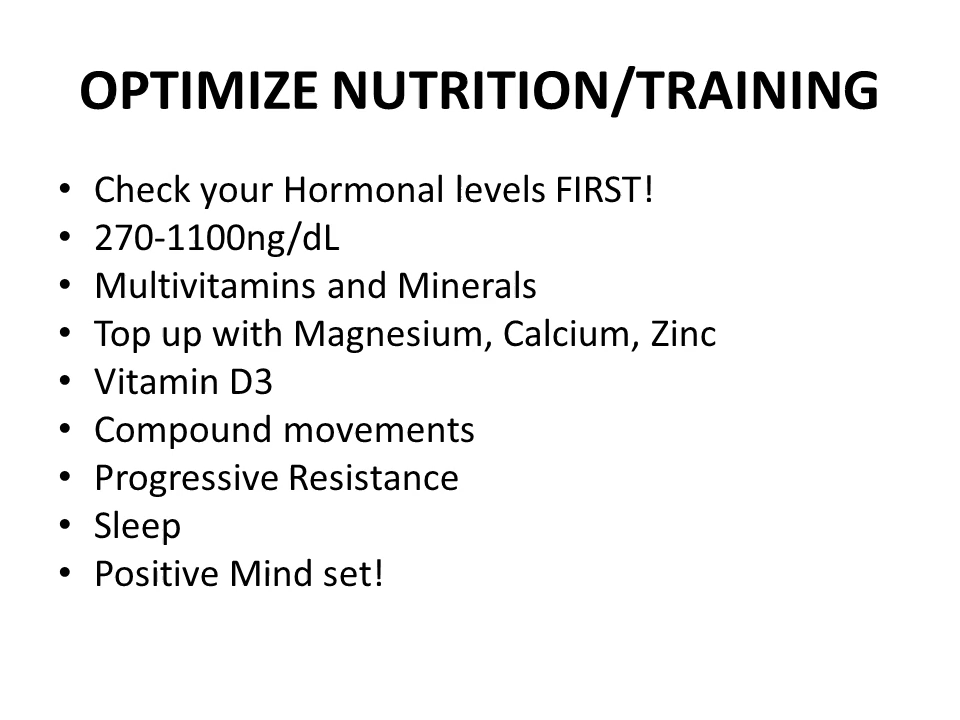 OPTIMIZE NUTRITION/TRAINING
• Check your Hormonal levels FIRST!
• 270-1100ng/dL
• Multivitamins and Minerals
• Top up with Magnesium, Calcium, Zinc
• Vitamin D3
• Compound movements
• Progressive Resistance
• Sleep
• Positive Mind set!